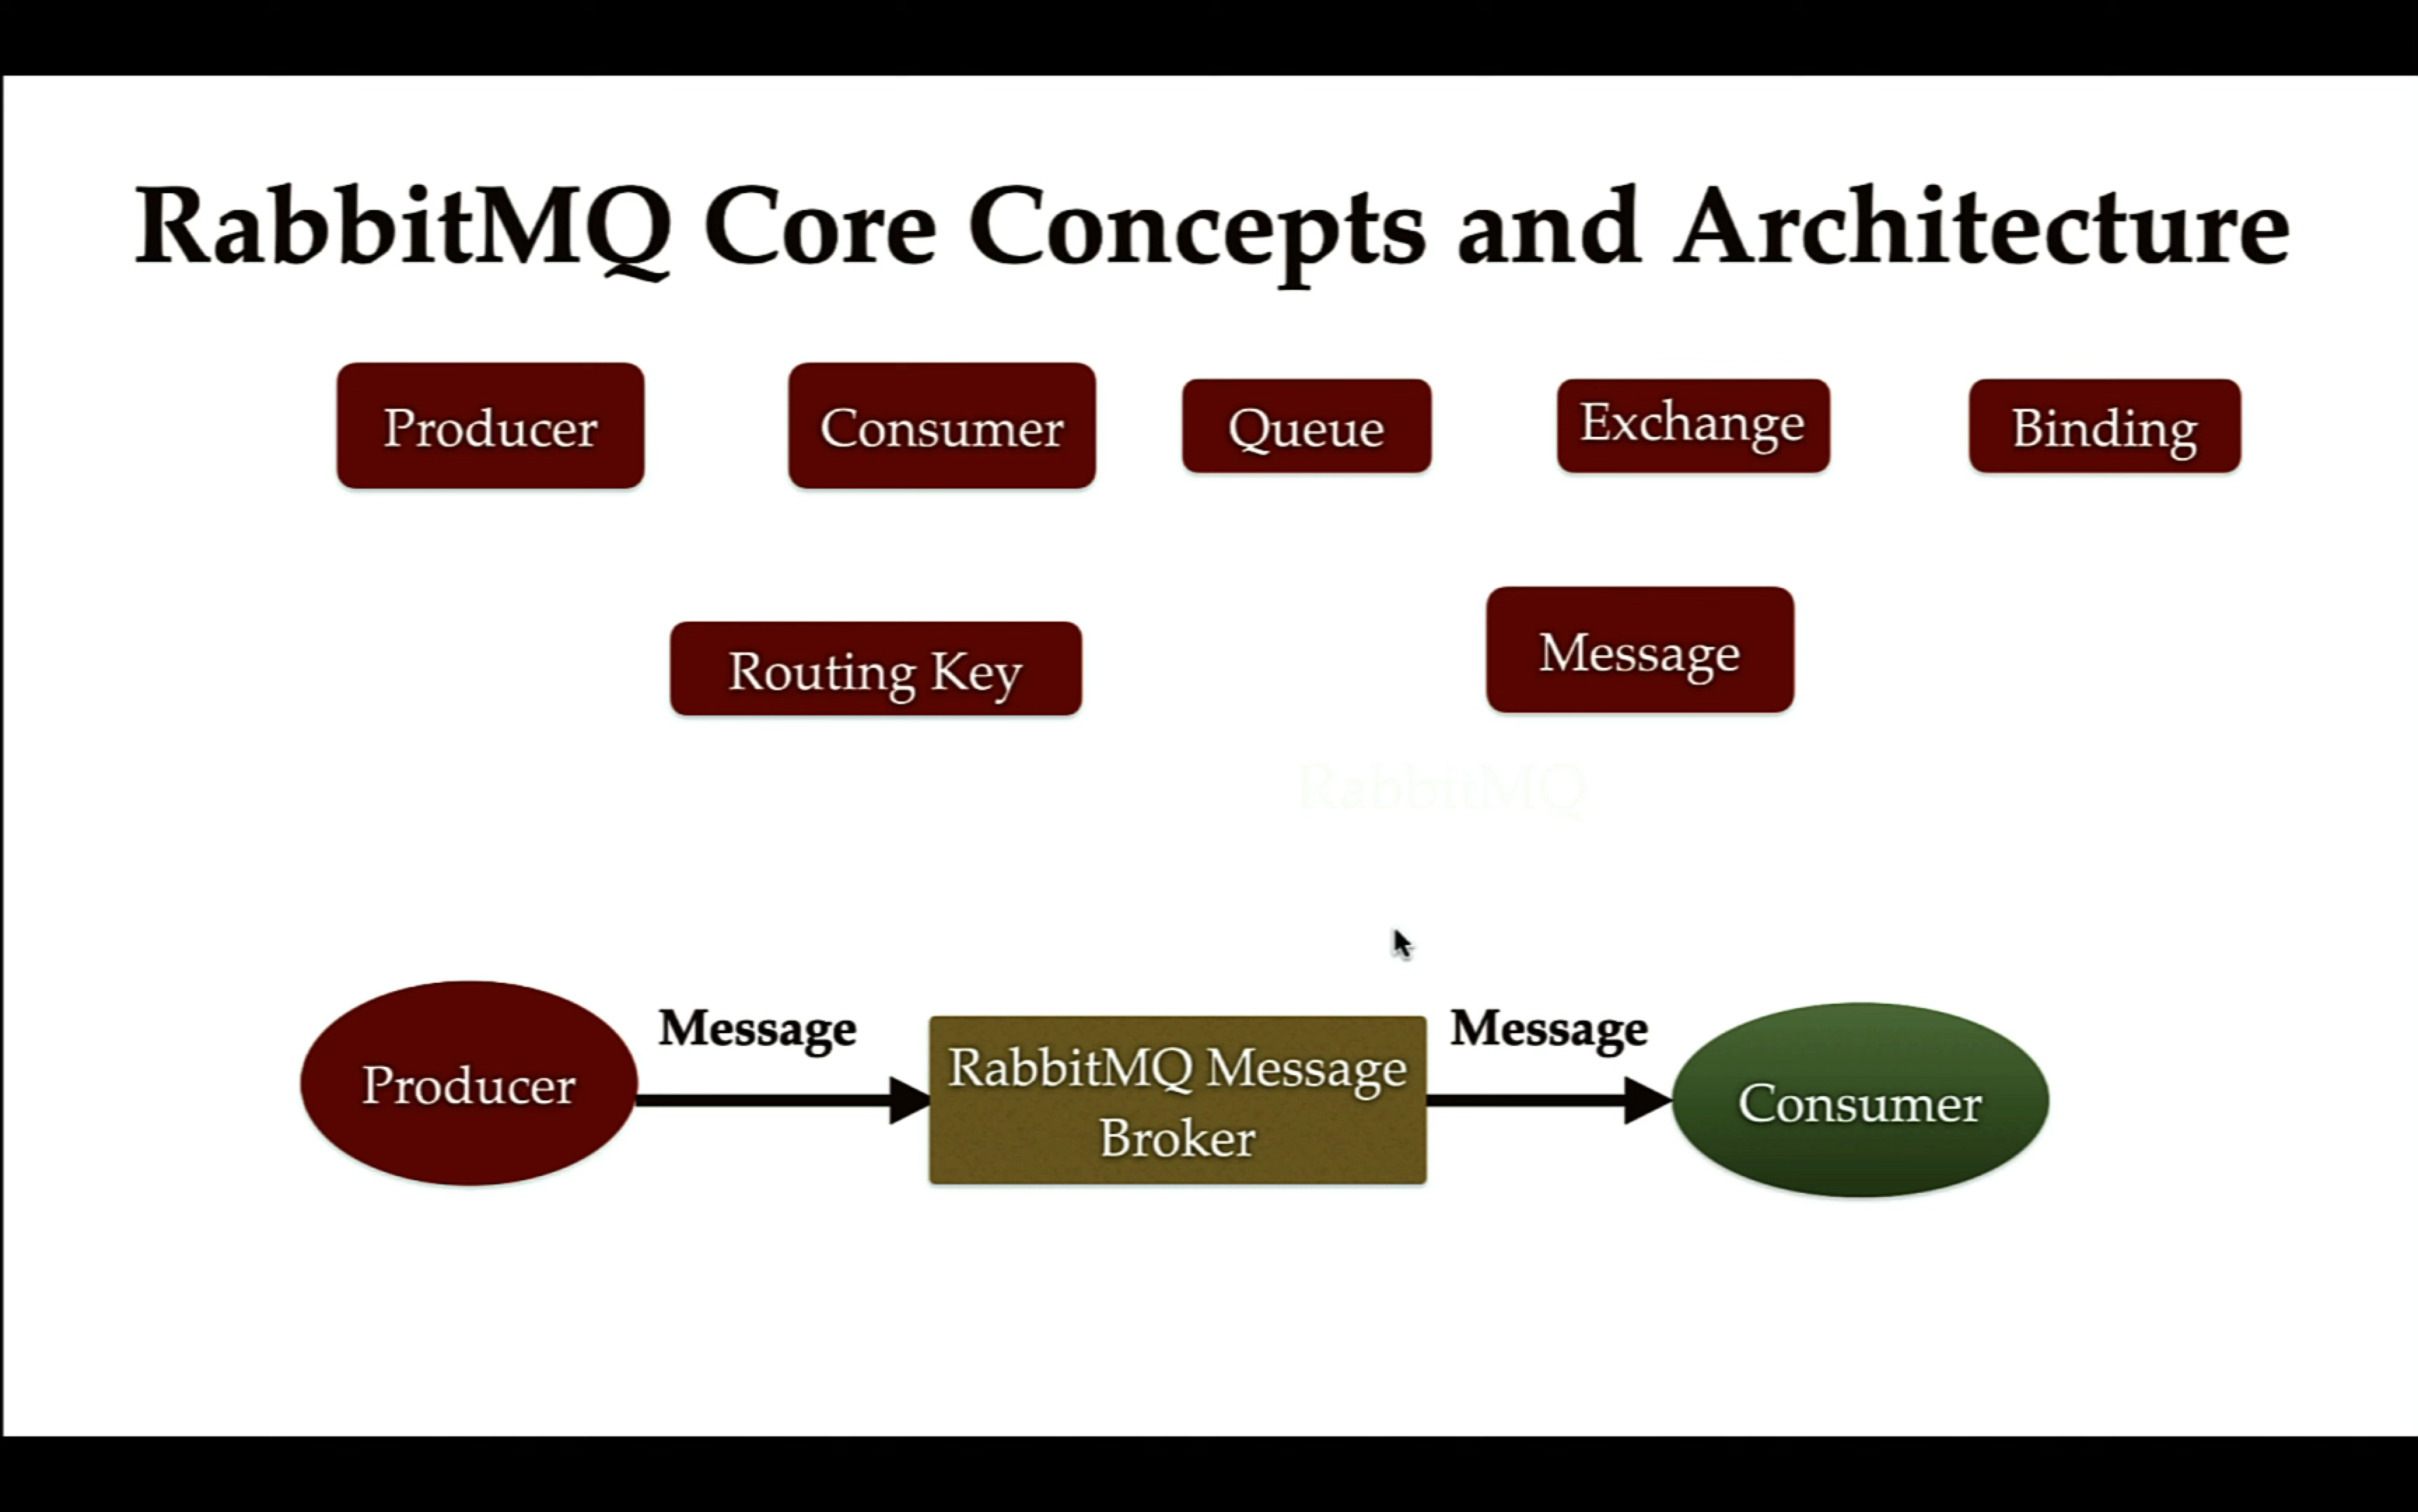 RabbitMQ Core Concepts and Architecture
Producer
Consumer
Queue
Exchange
Binding
Routing Key
Message
RabbitMQ
Producer
Message
RabbitMQ Message
Broker
Message
Consumer